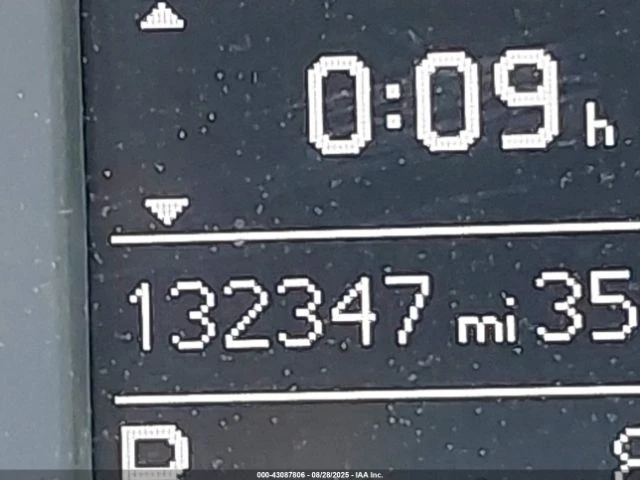 0:09 h
132347 mi 35
P
000-43087806 - 08/28/2025 - IAA Inc.